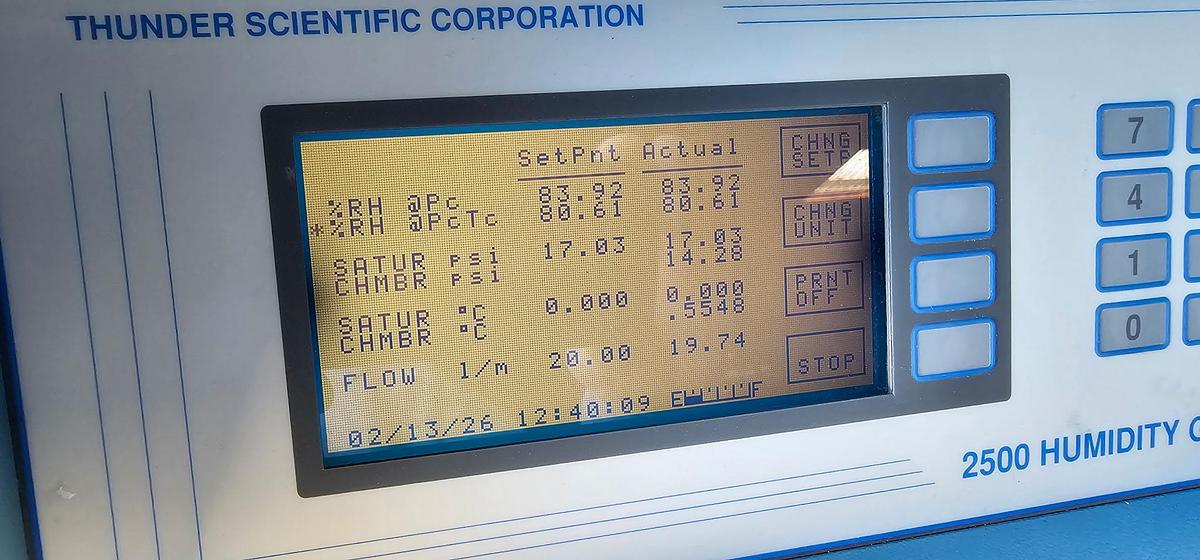 THUNDER SCIENTIFIC CORPORATION
SetPnt Actual
%RH @Pc 83.92 83.92
*%RH @PcTc 80.61 80.61
SATUR psi 17.03 17.03
CHMBR psi 14.28
SATUR °C 0.000 0.000
CHMBR °C .5548
FLOW l/m 20.00 19.74
02/13/26 12:40:09 E F
CHNG
SETP
CHNG
UNIT
PRNT
OFF
STOP
7
4
1
0
2500 HUMIDITY